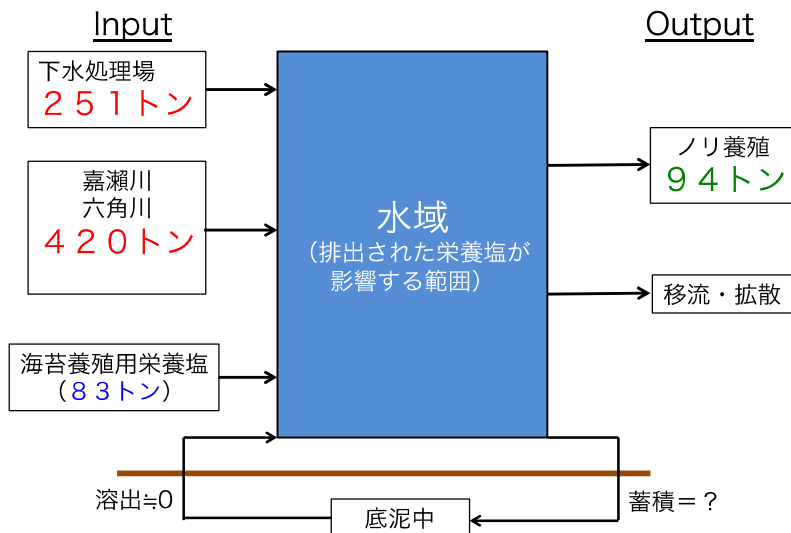 Input
Output
下水処理場
２５１トン
嘉瀬川
六角川
４２０トン
海苔養殖用栄養塩
（８３トン）
水域
（排出された栄養塩が
影響する範囲）
ノリ養殖
９４トン
移流・拡散
溶出≒0
底泥中
蓄積＝？